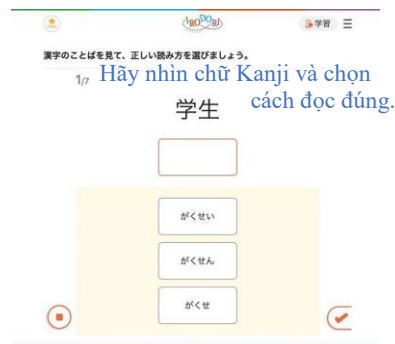 IRODORI
学習
漢字のことばを見て、正しい読み方を選びましょう。
1/7
Hãy nhìn chữ Kanji và chọn
cách đọc đúng.
学生
がくせい
がくせん
がくせ